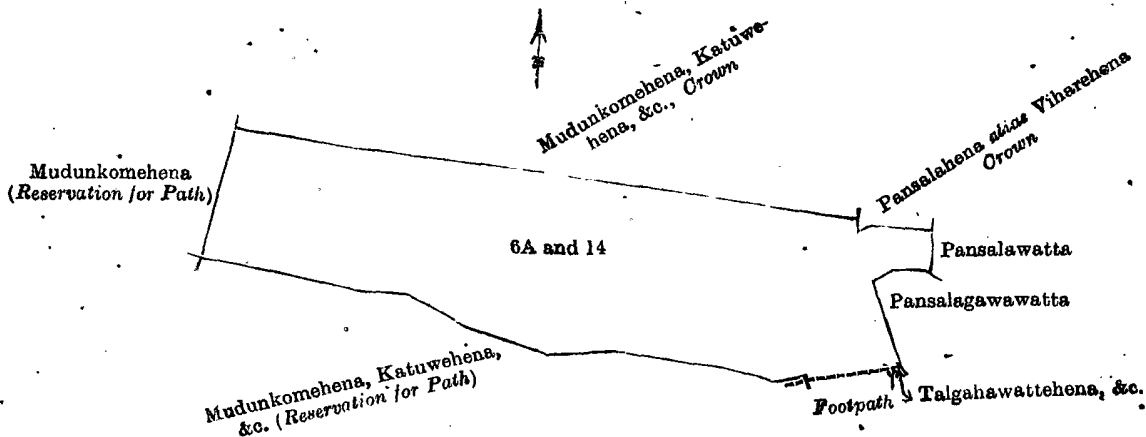 Mudunkomehena, Katuwe-
hena, &c., Crown
Pansalahena alias Viharehena
Crown
Mudunkomehena
(Reservation for Path)
6A and 14
Pansalawatta
Pansalagawawatta
Mudunkomehena, Katuwehena,
&c. (Reservation for Path)
Footpath
Talgahawattehena, &c.